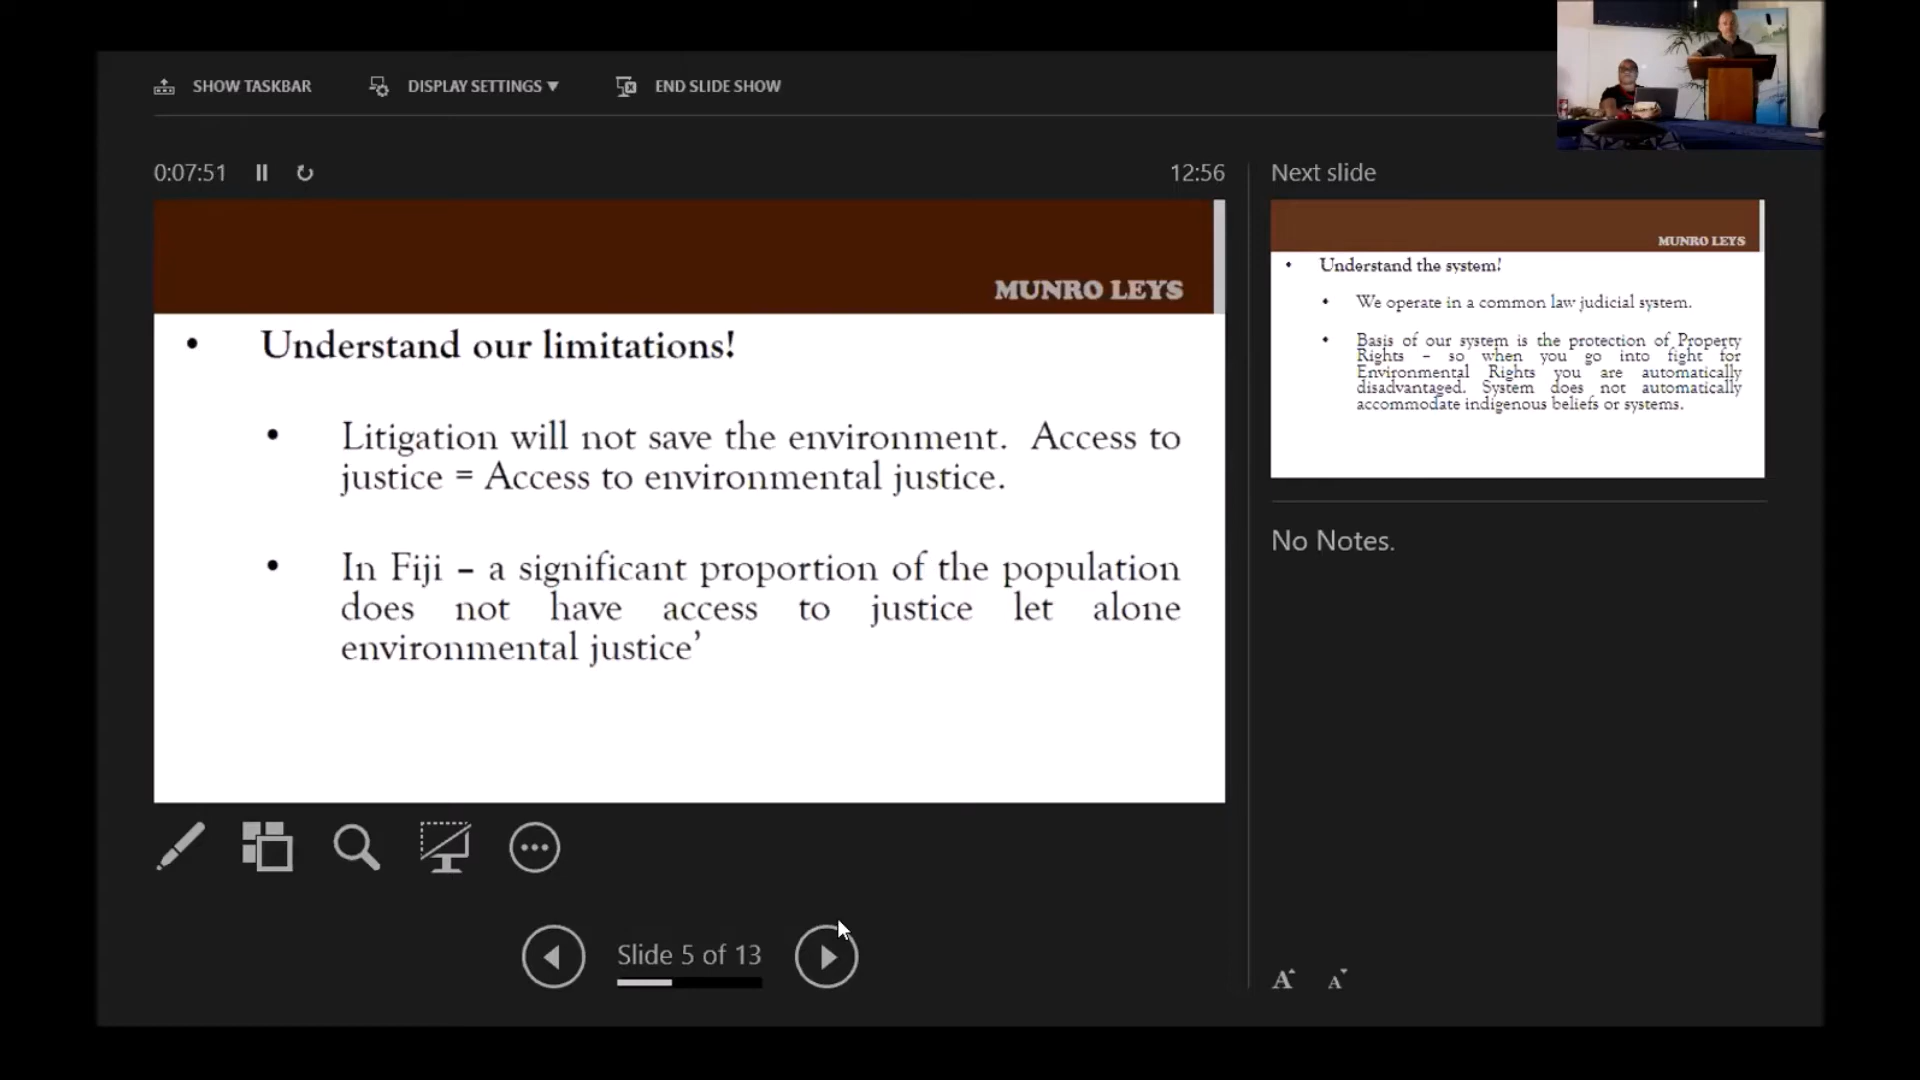 SHOW TASKBAR
DISPLAY SETTINGS ▾
END SLIDE SHOW
0:07:51
12:56
Next slide
MUNRO LEYS
• Understand our limitations!
• Litigation will not save the environment. Access to
justice = Access to environmental justice.
• In Fiji – a significant proportion of the population
does not have access to justice let alone
environmental justice’
MUNRO LEYS
• Understand the system!
• We operate in a common law judicial system.
• Basis of our system is the protection of Property
Rights – so when you go into fight for
Environmental Rights you are automatically
disadvantaged. System does not automatically
accommodate indigenous beliefs or systems.
No Notes.
Slide 5 of 13
A A